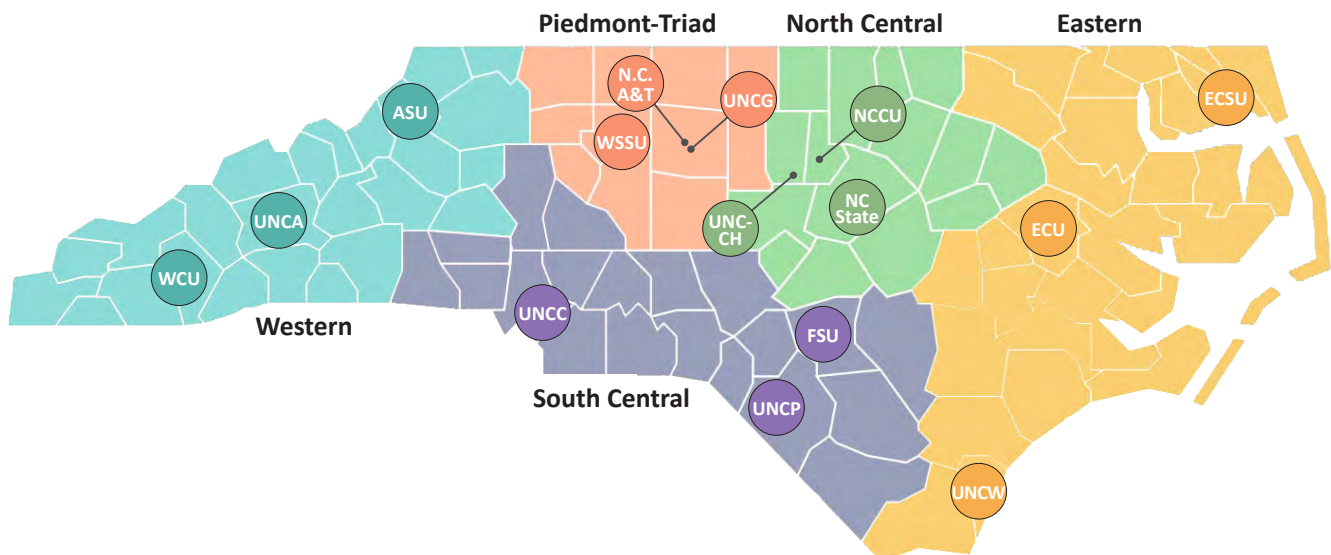 Piedmont-Triad
North Central
Eastern
N.C.
A&T
UNCG
ASU
WSSU
NCCU
ECSU
UNCA
UNC-
CH
NC
State
ECU
WCU
Western
UNCC
FSU
South Central
UNCP
UNCW